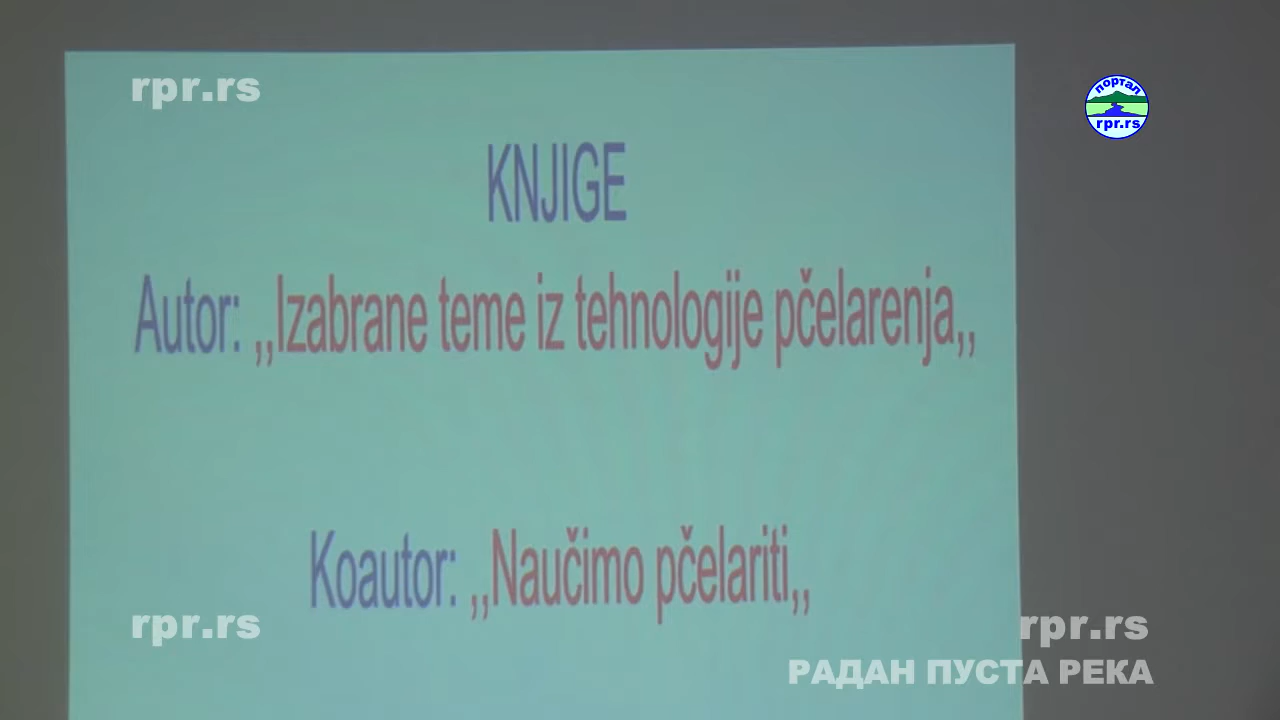 rpr.rs
портал
rpr.rs
KNJIGE
Autor: ,,Izabrane teme iz tehnologije pčelarenja,,
Koautor: ,,Naučimo pčelariti,,
rpr.rs
rpr.rs
РАДАН ПУСТА РЕКА